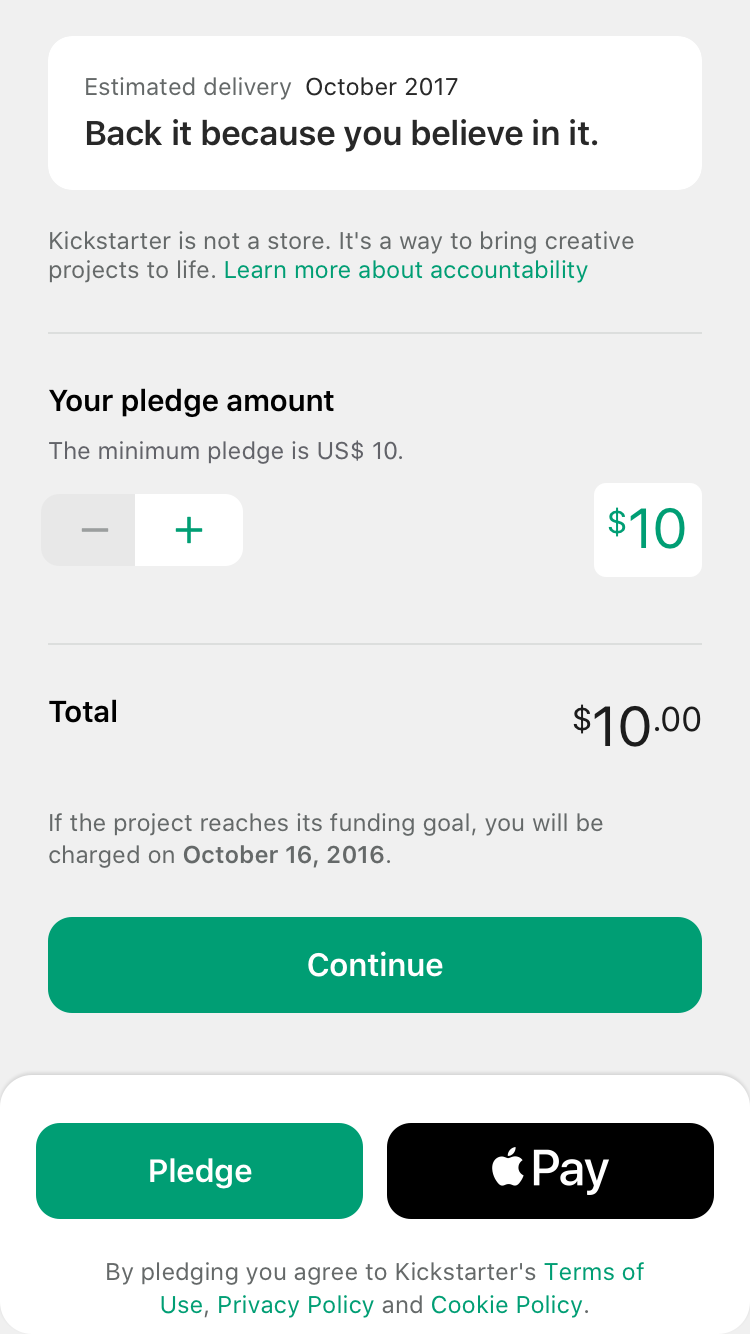 Estimated delivery October 2017
Back it because you believe in it.
Kickstarter is not a store. It's a way to bring creative
projects to life. Learn more about accountability
Your pledge amount
The minimum pledge is US$ 10.
− + $10
Total $10.00
If the project reaches its funding goal, you will be
charged on October 16, 2016.
Continue
Pledge Pay
By pledging you agree to Kickstarter's Terms of
Use, Privacy Policy and Cookie Policy.